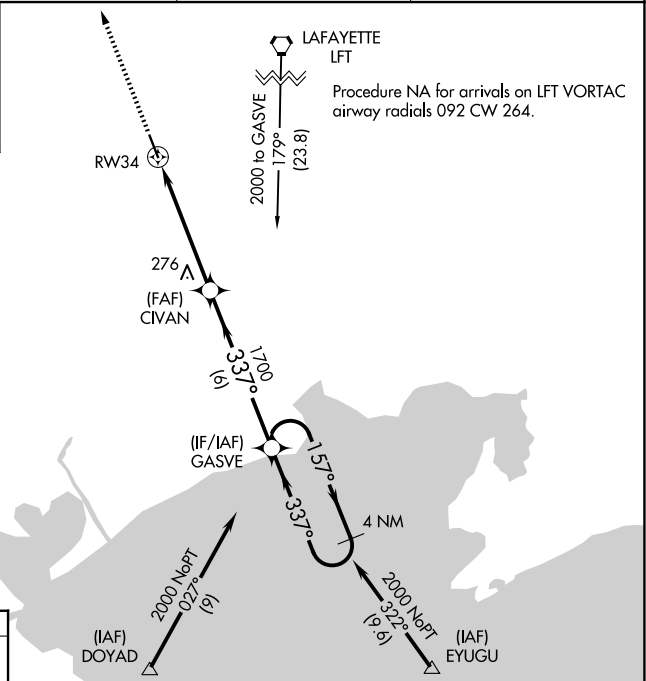 LAFAYETTE
LFT
Procedure NA for arrivals on LFT VORTAC
airway radials 092 CW 264.
2000 to GASVE
179°
(23.8)
RW34
276
(FAF)
CIVAN
1700
337°
(6)
(IF/IAF)
GASVE
157°
337°
4 NM
2000 NoPT
027°
(9)
2000 NoPT
322°
(9.6)
(IAF)
DOYAD
(IAF)
EYUGU